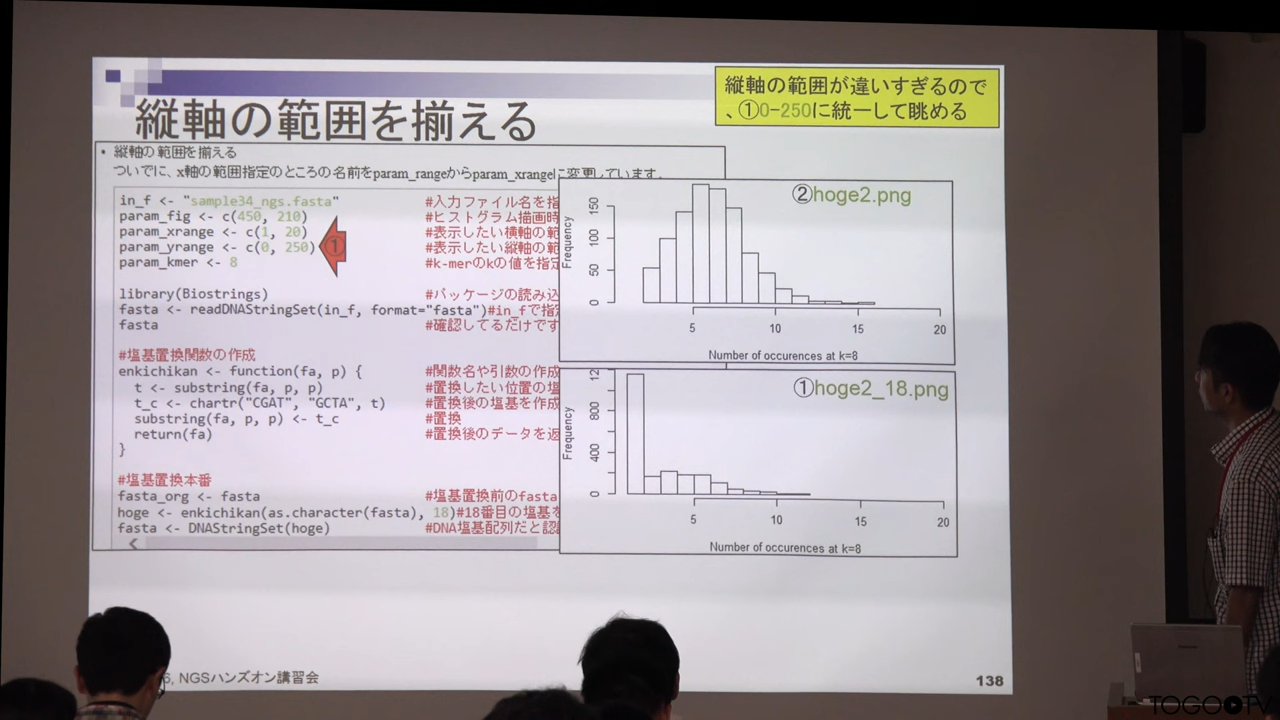 縦軸の範囲を揃える
縦軸の範囲が違いすぎるので
、①0-250に統一して眺める
• 縦軸の範囲を揃える
ついでに、x軸の範囲指定のところの名前をparam_rangeからparam_xrangeに変更しています。
in_f <- "sample34_ngs.fasta" #入力ファイル名を指
param_fig <- c(450, 210) #ヒストグラム描画時
param_xrange <- c(1, 20) #表示したい横軸の範
param_yrange <- c(0, 250) ① #表示したい縦軸の範
param_kmer <- 8 #k-merのkの値を指定
library(Biostrings) #パッケージの読み込
fasta <- readDNAStringSet(in_f, format="fasta")#in_fで指定
fasta #確認してるだけです
#塩基置換関数の作成
enkichikan <- function(fa, p) { #関数名や引数の作成
t <- substring(fa, p, p) #置換したい位置の塩
t_c <- chartr("CGAT", "GCTA", t) #置換後の塩基を作成
substring(fa, p, p) <- t_c #置換
return(fa) #置換後のデータを返
}
#塩基置換本番
fasta_org <- fasta #塩基置換前のfasta
hoge <- enkichikan(as.character(fasta), 18)#18番目の塩基を
fasta <- DNAStringSet(hoge) #DNA塩基配列だと認
②hoge2.png
Frequency
150
100
50
0
5 10 15 20
Number of occurences at k=8
①hoge2_18.png
Frequency
12
800
400
0
5 10 15 20
Number of occurences at k=8
6, NGSハンズオン講習会
138
TOGOTV